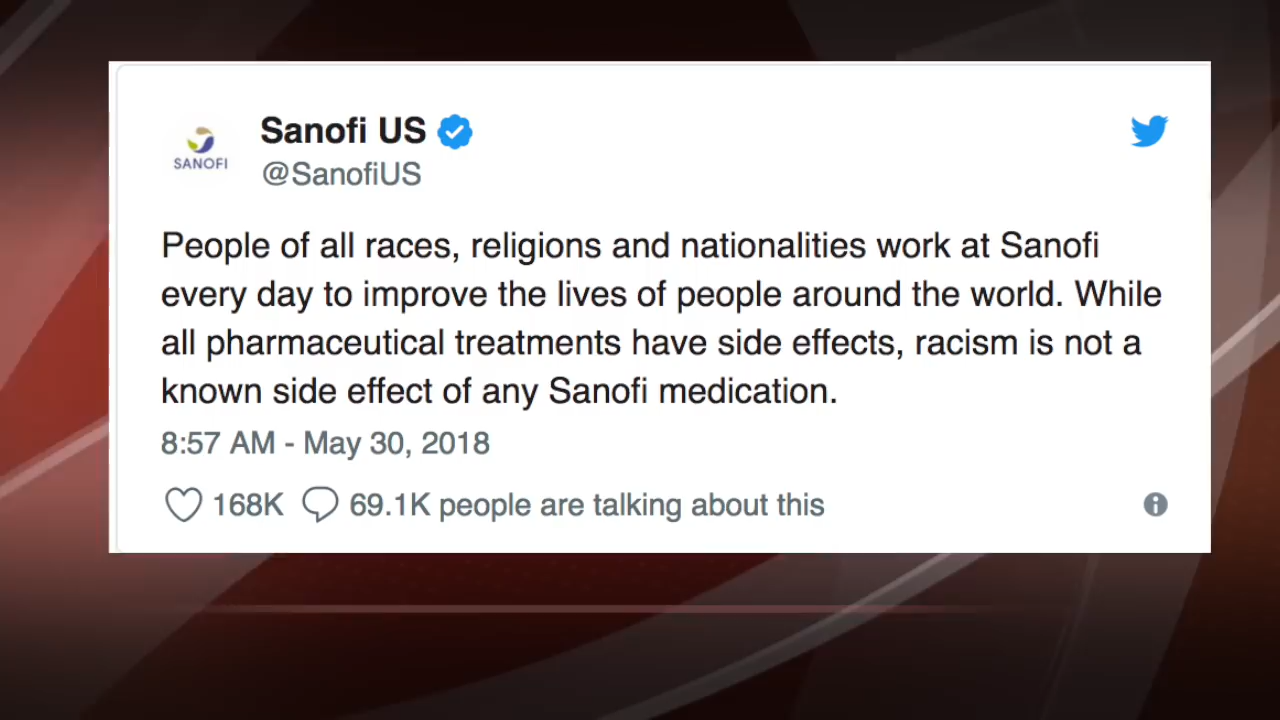 SANOFI
Sanofi US
@SanofiUS
People of all races, religions and nationalities work at Sanofi
every day to improve the lives of people around the world. While
all pharmaceutical treatments have side effects, racism is not a
known side effect of any Sanofi medication.
8:57 AM - May 30, 2018
168K 69.1K people are talking about this